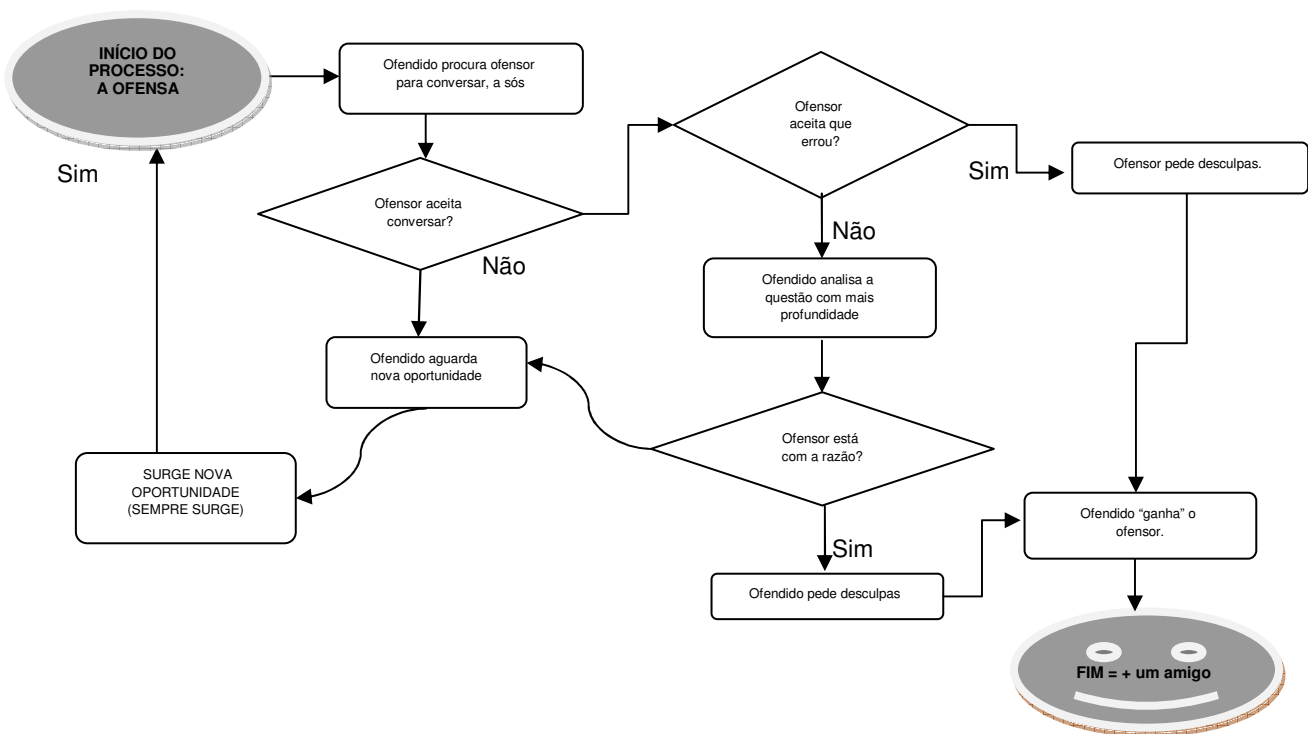 INÍCIO DO
PROCESSO:
A OFENSA
Ofendido procura ofensor
para conversar, a sós
Ofensor
aceita que
errou?
Sim
Ofensor pede desculpas.
Sim
Ofensor aceita
conversar?
Não
Não
Ofendido analisa a
questão com mais
profundidade
Ofendido aguarda
nova oportunidade
Ofensor está
com a razão?
SURGE NOVA
OPORTUNIDADE
(SEMPRE SURGE)
Ofendido “ganha” o
ofensor.
Sim
Ofendido pede desculpas
FIM = + um amigo